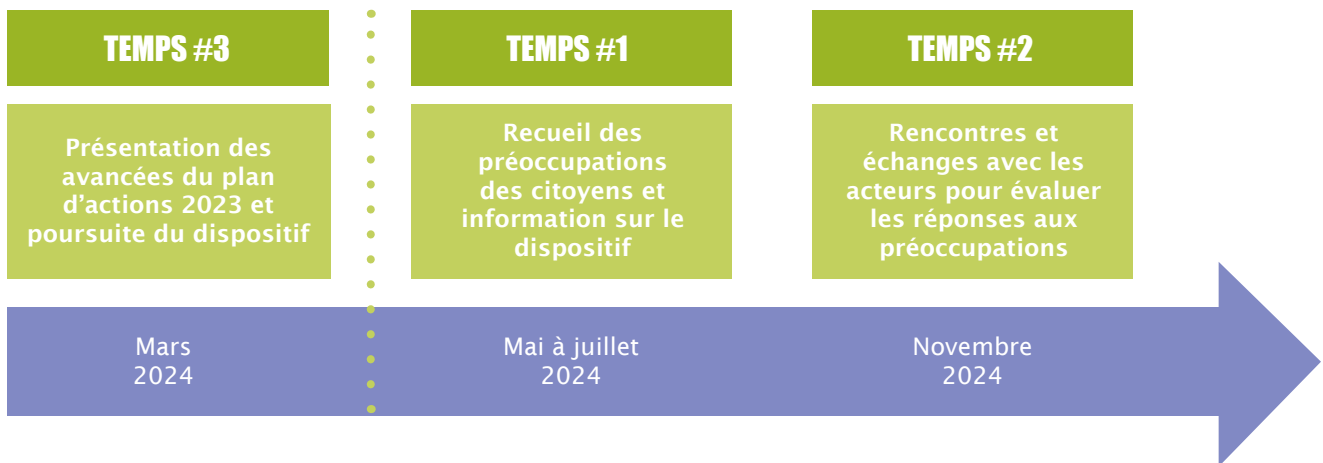 TEMPS #3
Présentation des
avancées du plan
d’actions 2023 et
poursuite du dispositif
Mars
2024
TEMPS #1
Recueil des
préoccupations
des citoyens et
information sur le
dispositif
Mai à juillet
2024
TEMPS #2
Rencontres et
échanges avec les
acteurs pour évaluer
les réponses aux
préoccupations
Novembre
2024